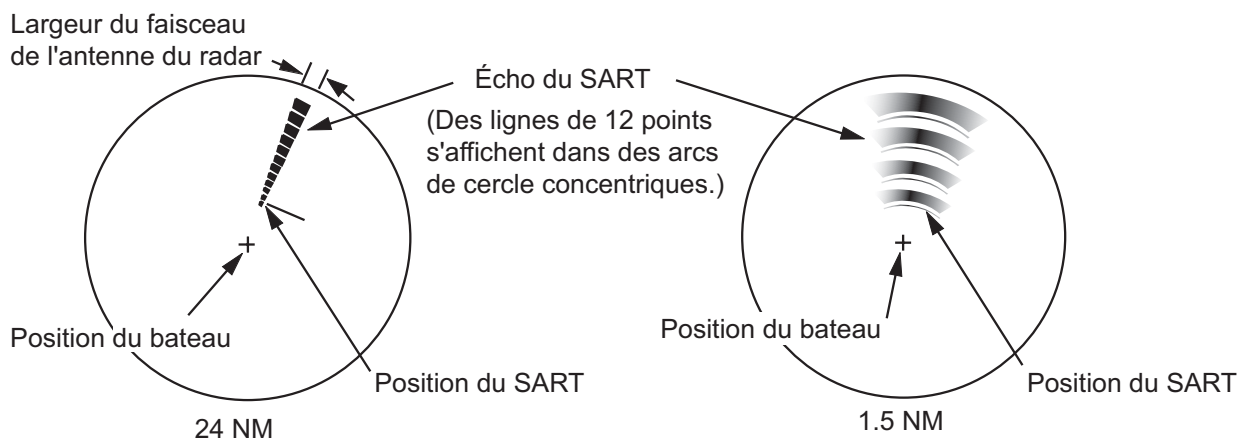 Largeur du faisceau
de l'antenne du radar
Écho du SART
(Des lignes de 12 points
s'affichent dans des arcs
de cercle concentriques.)
Position du bateau
Position du SART
24 NM
Position du bateau
Position du SART
1.5 NM